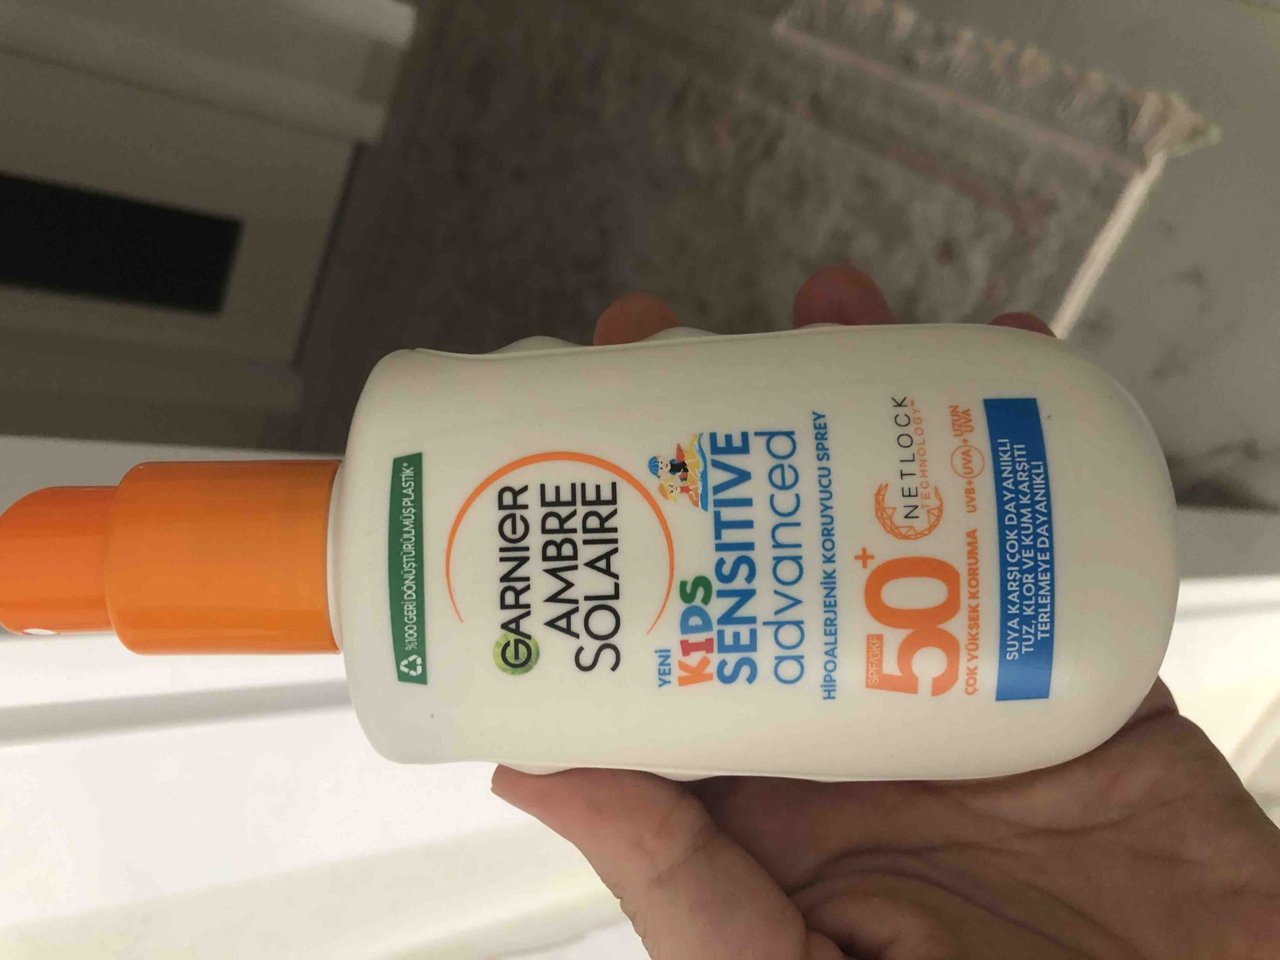 %100 GERİ DÖNÜŞTÜRÜLMÜŞ PLASTİK*
GARNIER
AMBRE
SOLAIRE
YENİ
KIDS
SENSITIVE
advanced
HİPOALERJENİK KORUYUCU SPREY
SPF/GKF
50+
NETLOCK
TECHNOLOGY™
ÇOK YÜKSEK KORUMA UVB+UVA+UZUN UVA
SUYA KARŞI ÇOK DAYANIKLI
TUZ, KLOR VE KUM KARŞITI
TERLEMEYE DAYANIKLI